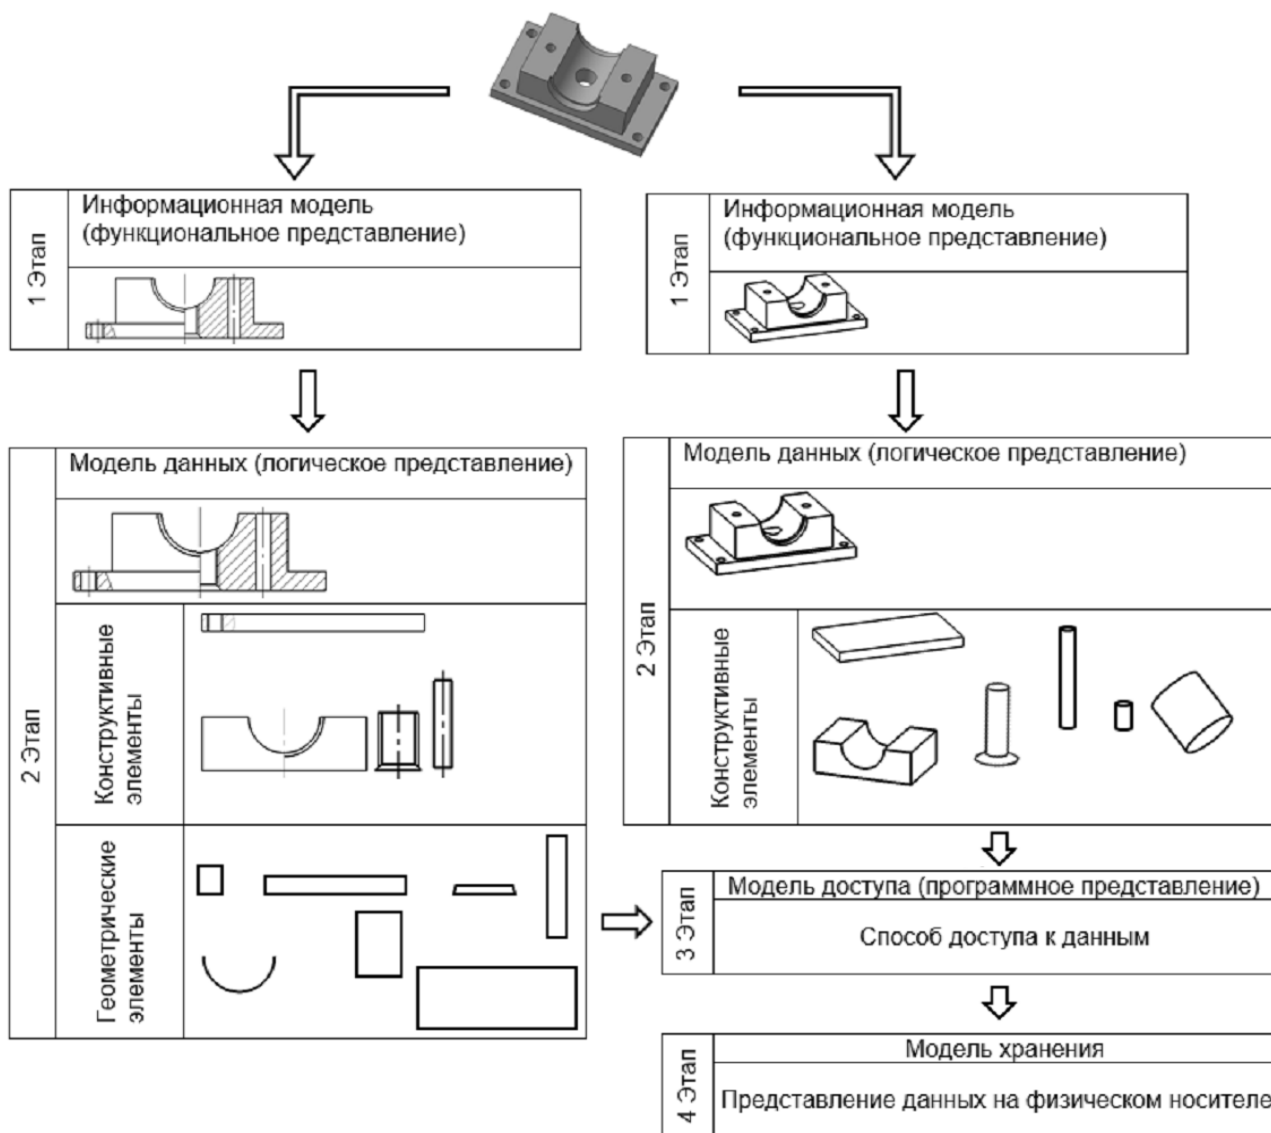 1 Этап
Информационная модель
(функциональное представление)
1 Этап
Информационная модель
(функциональное представление)
2 Этап
Модель данных (логическое представление)
Конструктивные
элементы
Геометрические
элементы
2 Этап
Модель данных (логическое представление)
Конструктивные
элементы
3 Этап
Модель доступа (программное представление)
Способ доступа к данным
4 Этап
Модель хранения
Представление данных на физическом носителе